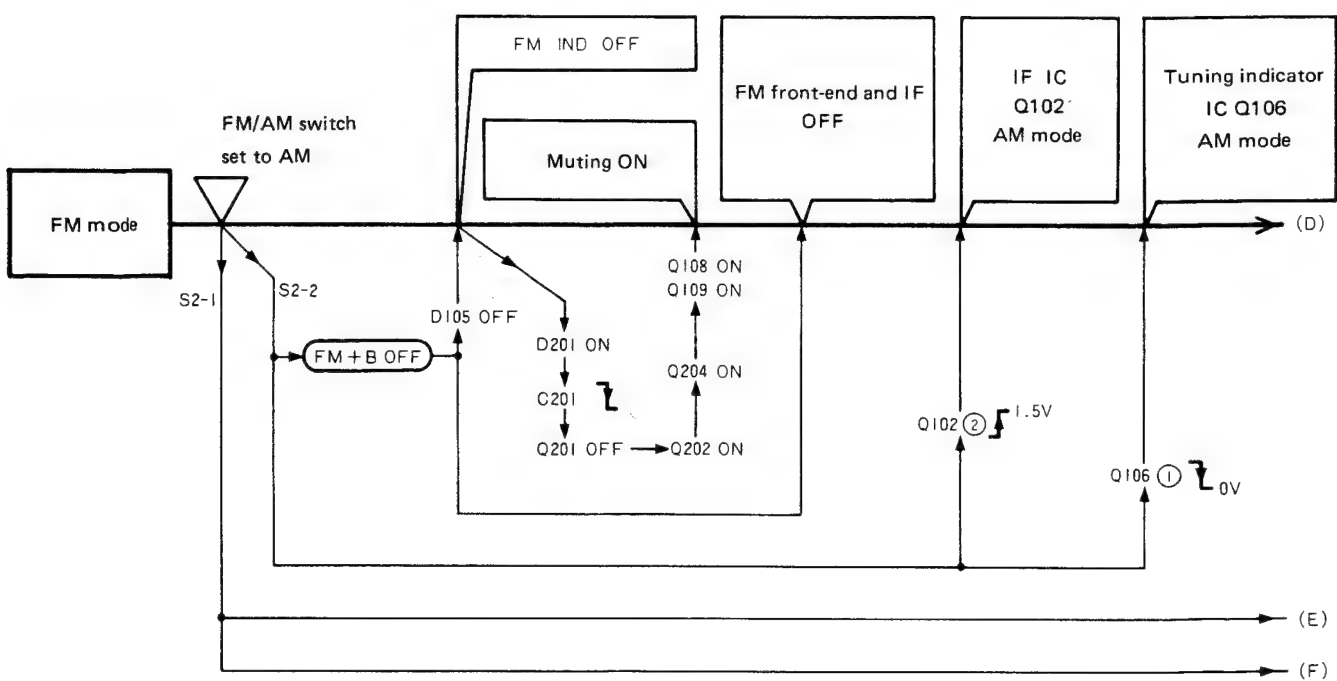 FM IND OFF
Muting ON
FM front-end and IF
OFF
IF IC
Q102
AM mode
Tuning indicator
IC Q106
AM mode
FM/AM switch
set to AM
FM mode
(D)
S2-1
S2-2
FM+B OFF
D105 OFF
D201 ON
C201
Q201 OFF
Q202 ON
Q204 ON
Q109 ON
Q108 ON
Q102 ② 1.5V
Q106 ① 0V
(E)
(F)